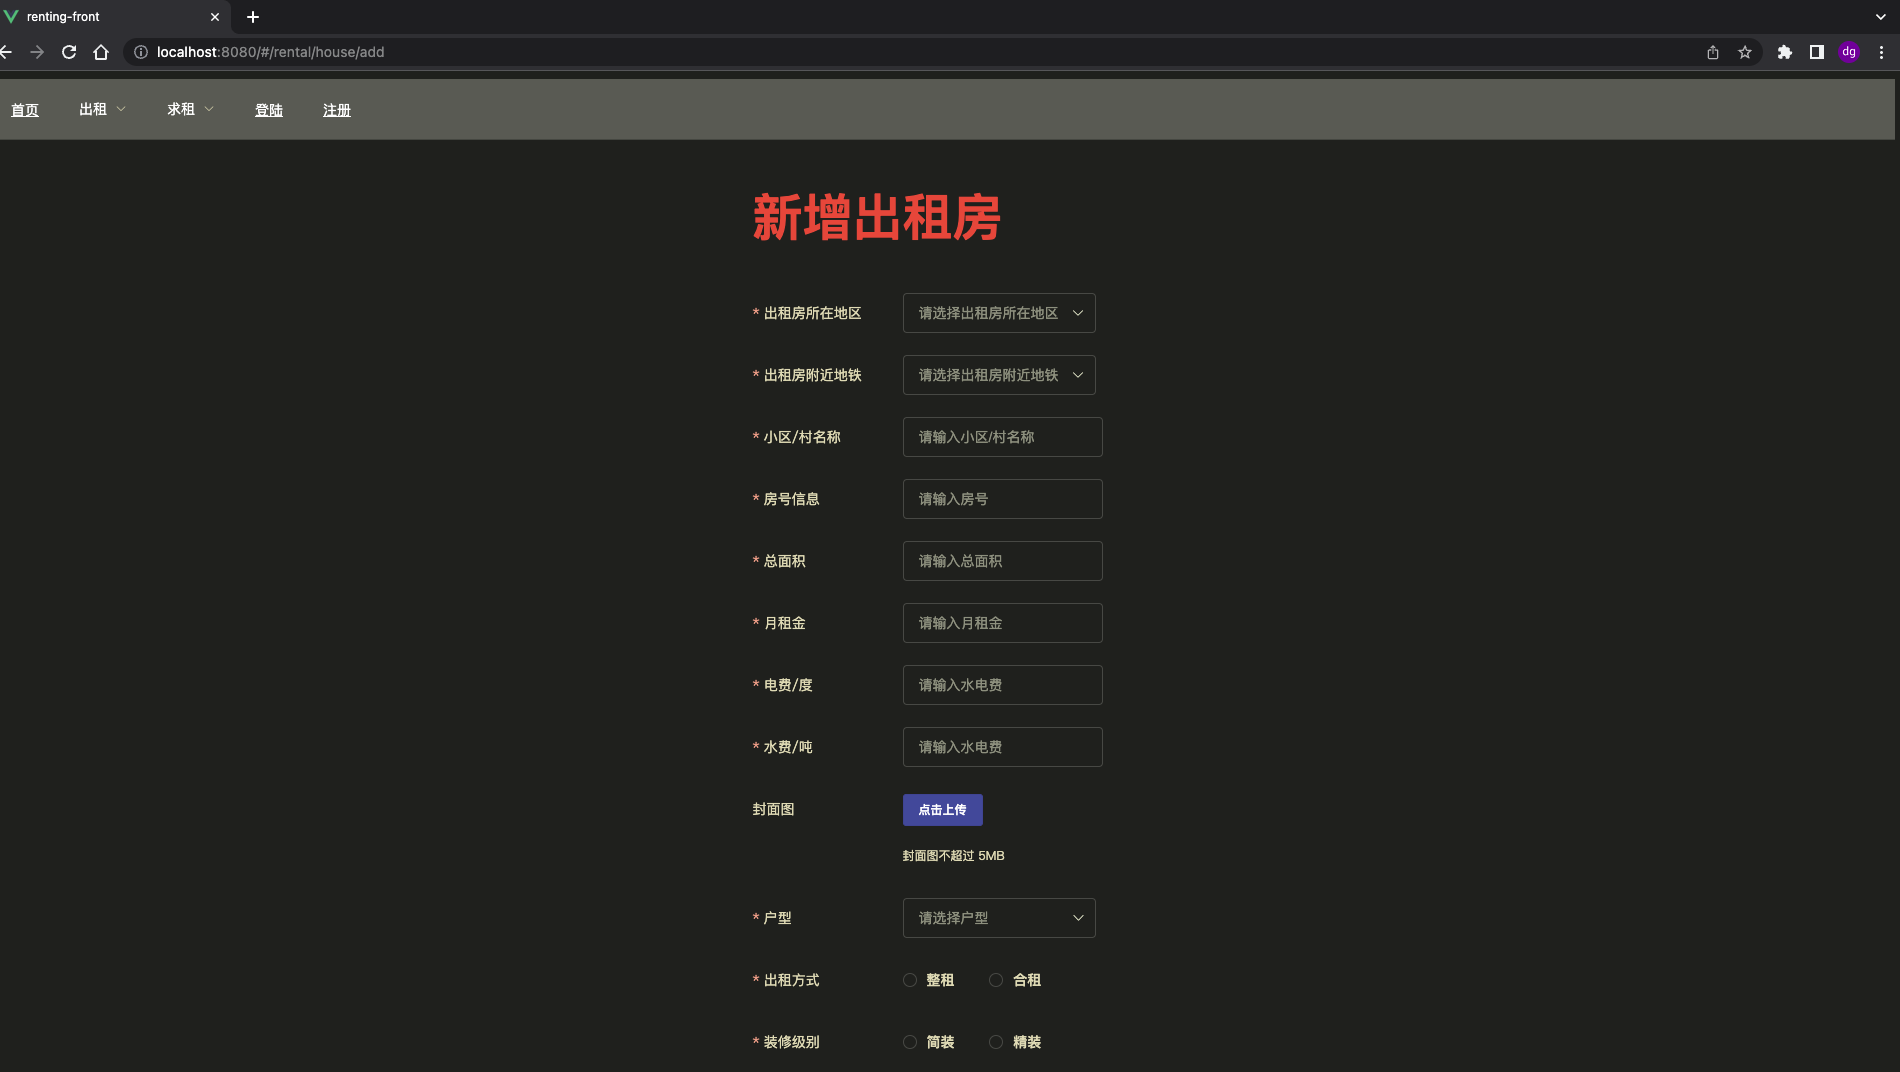 renting-front
localhost:8080/#/rental/house/add
dg
首页 出租 求租 登陆 注册
新增出租房
* 出租房所在地区 请选择出租房所在地区
* 出租房附近地铁 请选择出租房附近地铁
* 小区/村名称 请输入小区/村名称
* 房号信息 请输入房号
* 总面积 请输入总面积
* 月租金 请输入月租金
* 电费/度 请输入水电费
* 水费/吨 请输入水电费
封面图 点击上传
封面图不超过 5MB
* 户型 请选择户型
* 出租方式 整租 合租
* 装修级别 简装 精装